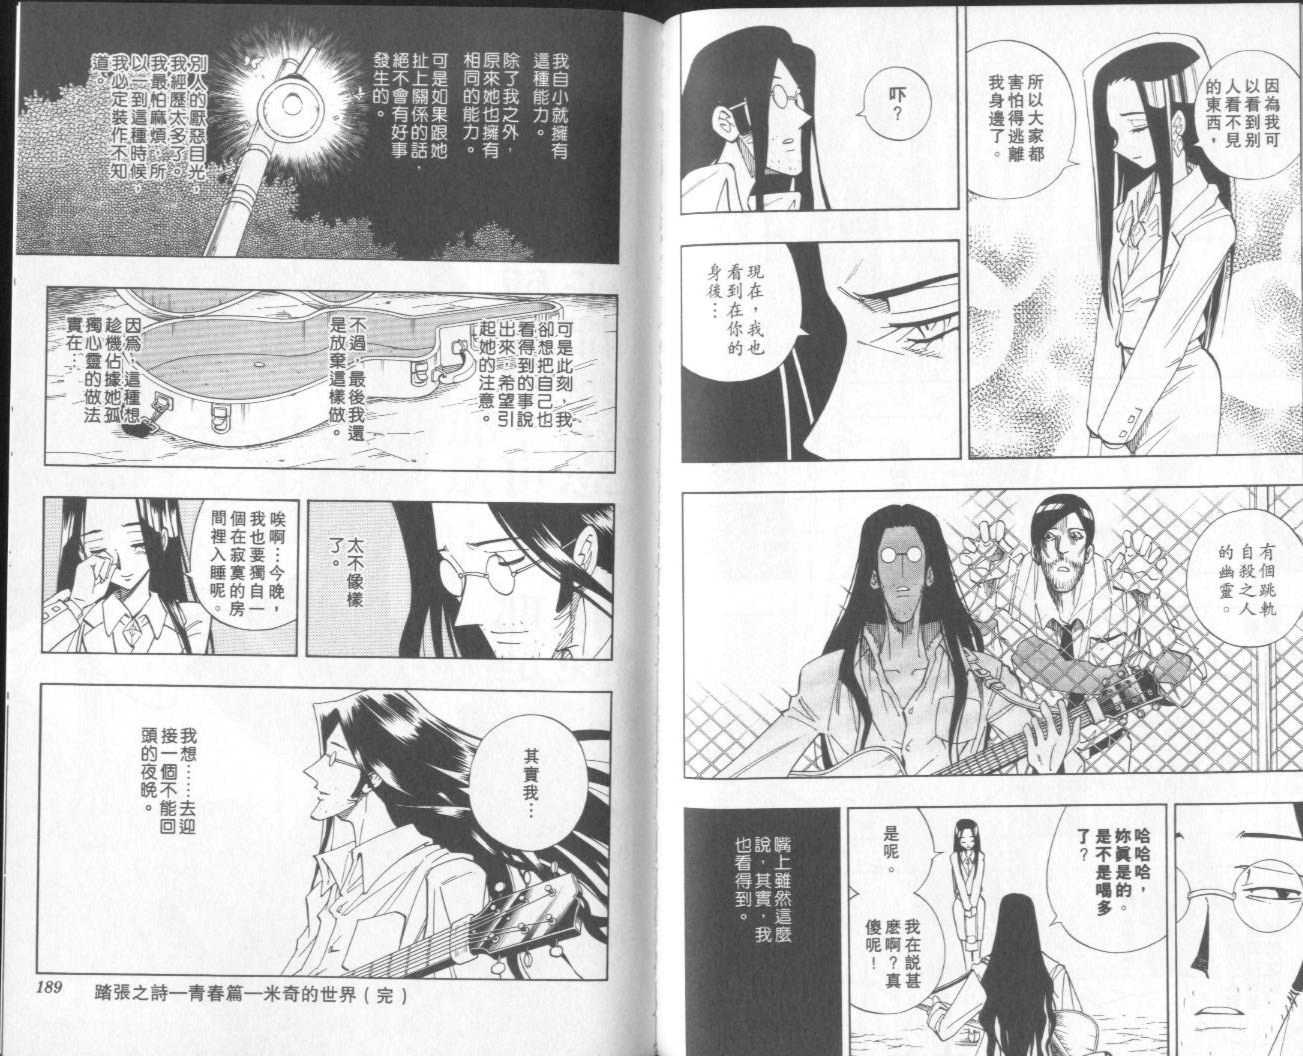 因為我可
以看到别
人看不見
的東西，
所以大家都
害怕得逃離
我身邊了。
吓？
現在，我也
看到在你的
身後…
有個跳軌
自殺之人
的幽靈。
哈哈哈，
妳眞是的。
是不是喝多
了？
是呢。
我在說甚
麽啊？真
傻呢！
嘴上雖然這麼
說，其實，我
也看得到。
我自小就擁有
這種能力。
除了我之外，
原來她也擁有
相同的能力。
可是如果跟她
扯上關係的話，
絕不會有好事
發生的。
別人的厭惡目光，
我經歷太多了。
我最怕麻煩，所
以一到這種時候，
我必定裝作不知
道。
可是此刻，我
卻想把自己也
看得到的事說
出來，希望引
起她的注意。
不過，最後我還
是放棄這樣做。
因爲，這種想
趁機佔據她孤
獨心靈的做法
實在…
太不像樣
了。
唉啊…今晚，
我也要獨自一
個在寂寞的房
間裡入睡呢。
其實我…
我想……去迎
接一個不能回
頭的夜晚。
189
踏張之詩—青春篇—米奇的世界（完）